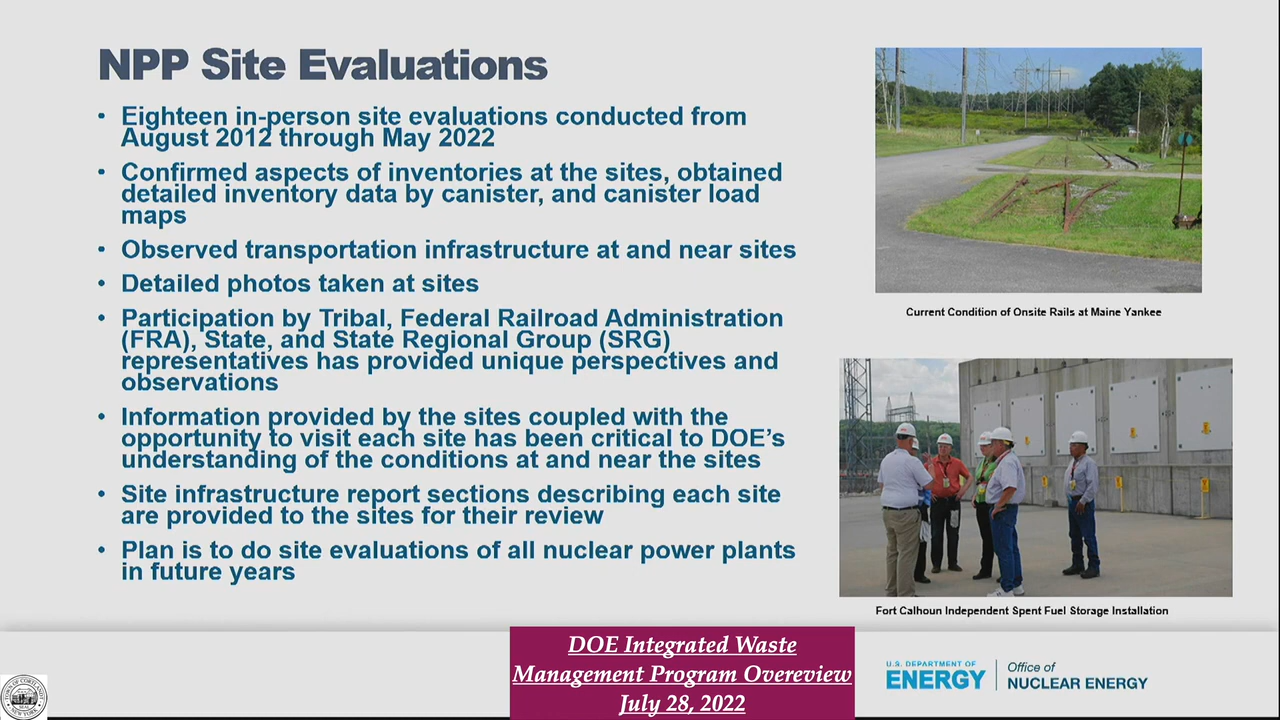 NPP Site Evaluations
• Eighteen in-person site evaluations conducted from
August 2012 through May 2022
• Confirmed aspects of inventories at the sites, obtained
detailed inventory data by canister, and canister load
maps
• Observed transportation infrastructure at and near sites
• Detailed photos taken at sites
• Participation by Tribal, Federal Railroad Administration
(FRA), State, and State Regional Group (SRG)
representatives has provided unique perspectives and
observations
• Information provided by the sites coupled with the
opportunity to visit each site has been critical to DOE’s
understanding of the conditions at and near the sites
• Site infrastructure report sections describing each site
are provided to the sites for their review
• Plan is to do site evaluations of all nuclear power plants
in future years
Current Condition of Onsite Rails at Maine Yankee
Fort Calhoun Independent Spent Fuel Storage Installation
DOE Integrated Waste
Management Program Overeview
July 28, 2022
U.S. DEPARTMENT OF
ENERGY
Office of
NUCLEAR ENERGY